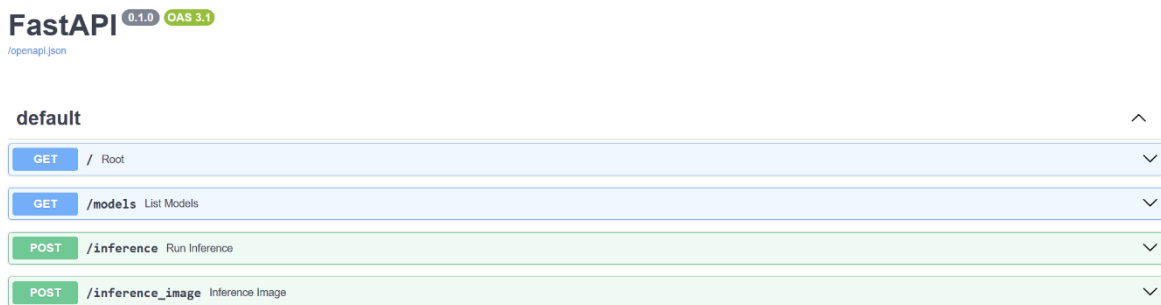 FastAPI 0.1.0 OAS 3.1
/openapi.json
default
GET / Root
GET /models List Models
POST /inference Run Inference
POST /inference_image Inference Image